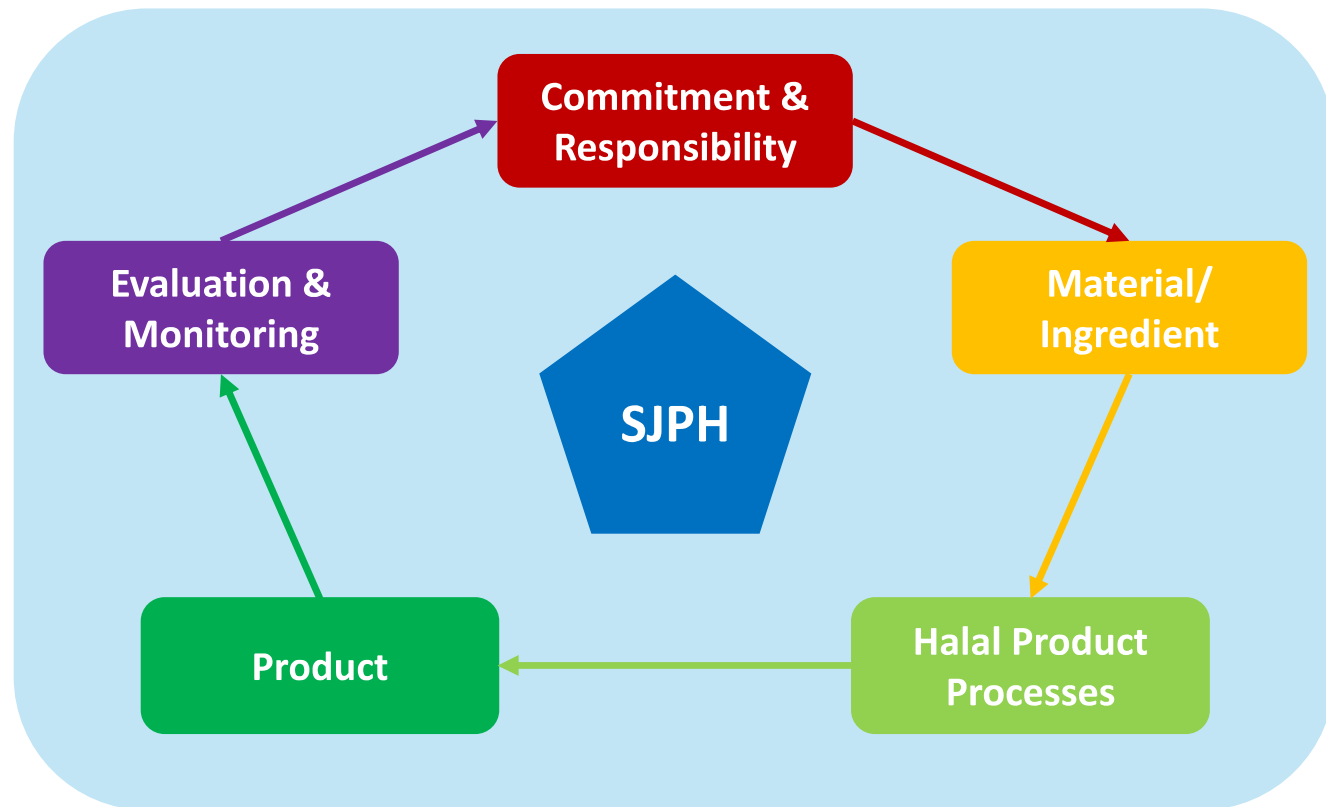 Commitment &
Responsibility
Material/
Ingredient
Halal Product
Processes
Product
Evaluation &
Monitoring
SJPH